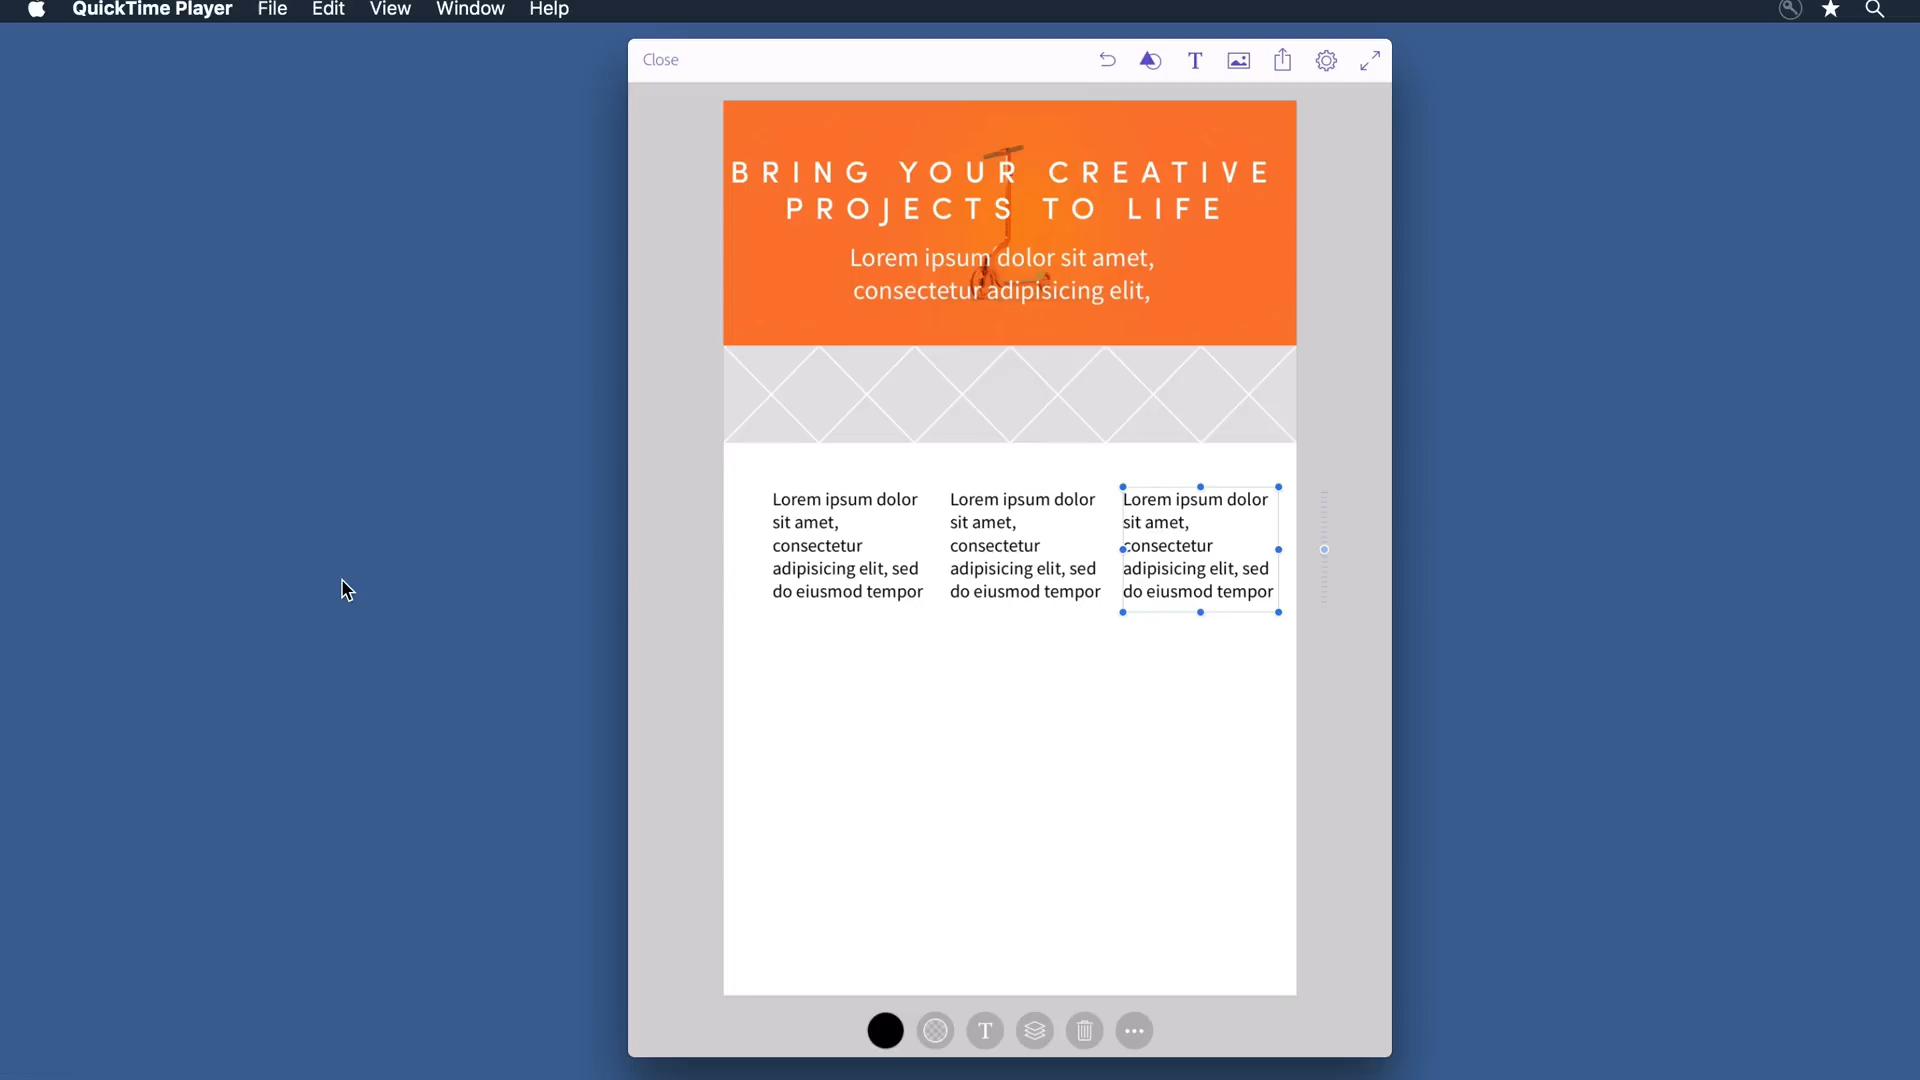 QuickTime Player File Edit View Window Help
Close
BRING YOUR CREATIVE
PROJECTS TO LIFE
Lorem ipsum dolor sit amet,
consectetur adipisicing elit,
Lorem ipsum dolor
sit amet,
consectetur
adipisicing elit, sed
do eiusmod tempor
Lorem ipsum dolor
sit amet,
consectetur
adipisicing elit, sed
do eiusmod tempor
Lorem ipsum dolor
sit amet,
consectetur
adipisicing elit, sed
do eiusmod tempor